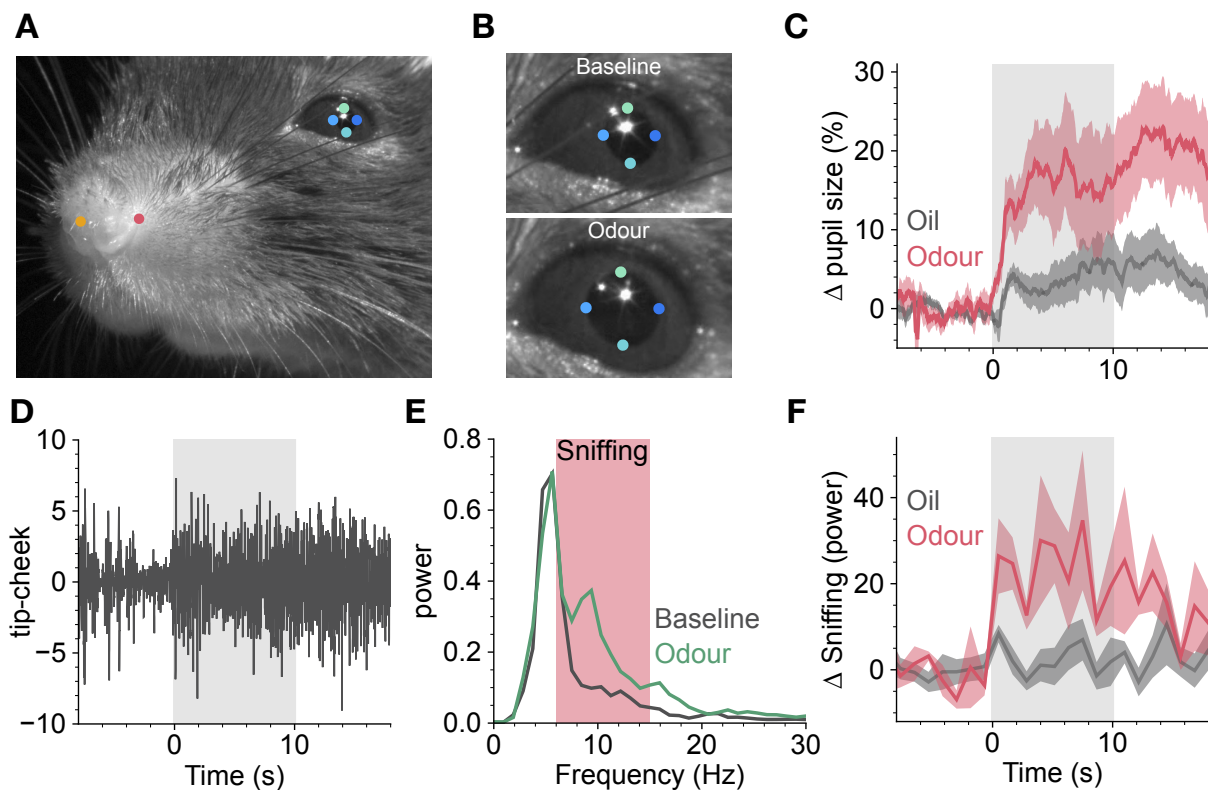 A
B
Baseline
Odour
C
Δ pupil size (%)
30
20
10
0
Oil
Odour
0
10
D
tip-cheek
10
5
0
−5
−10
0
10
Time (s)
E
power
0.8
0.6
0.4
0.2
0.0
Sniffing
Baseline
Odour
0
10
20
30
Frequency (Hz)
F
Δ Sniffing (power)
40
20
0
Oil
Odour
0
10
Time (s)